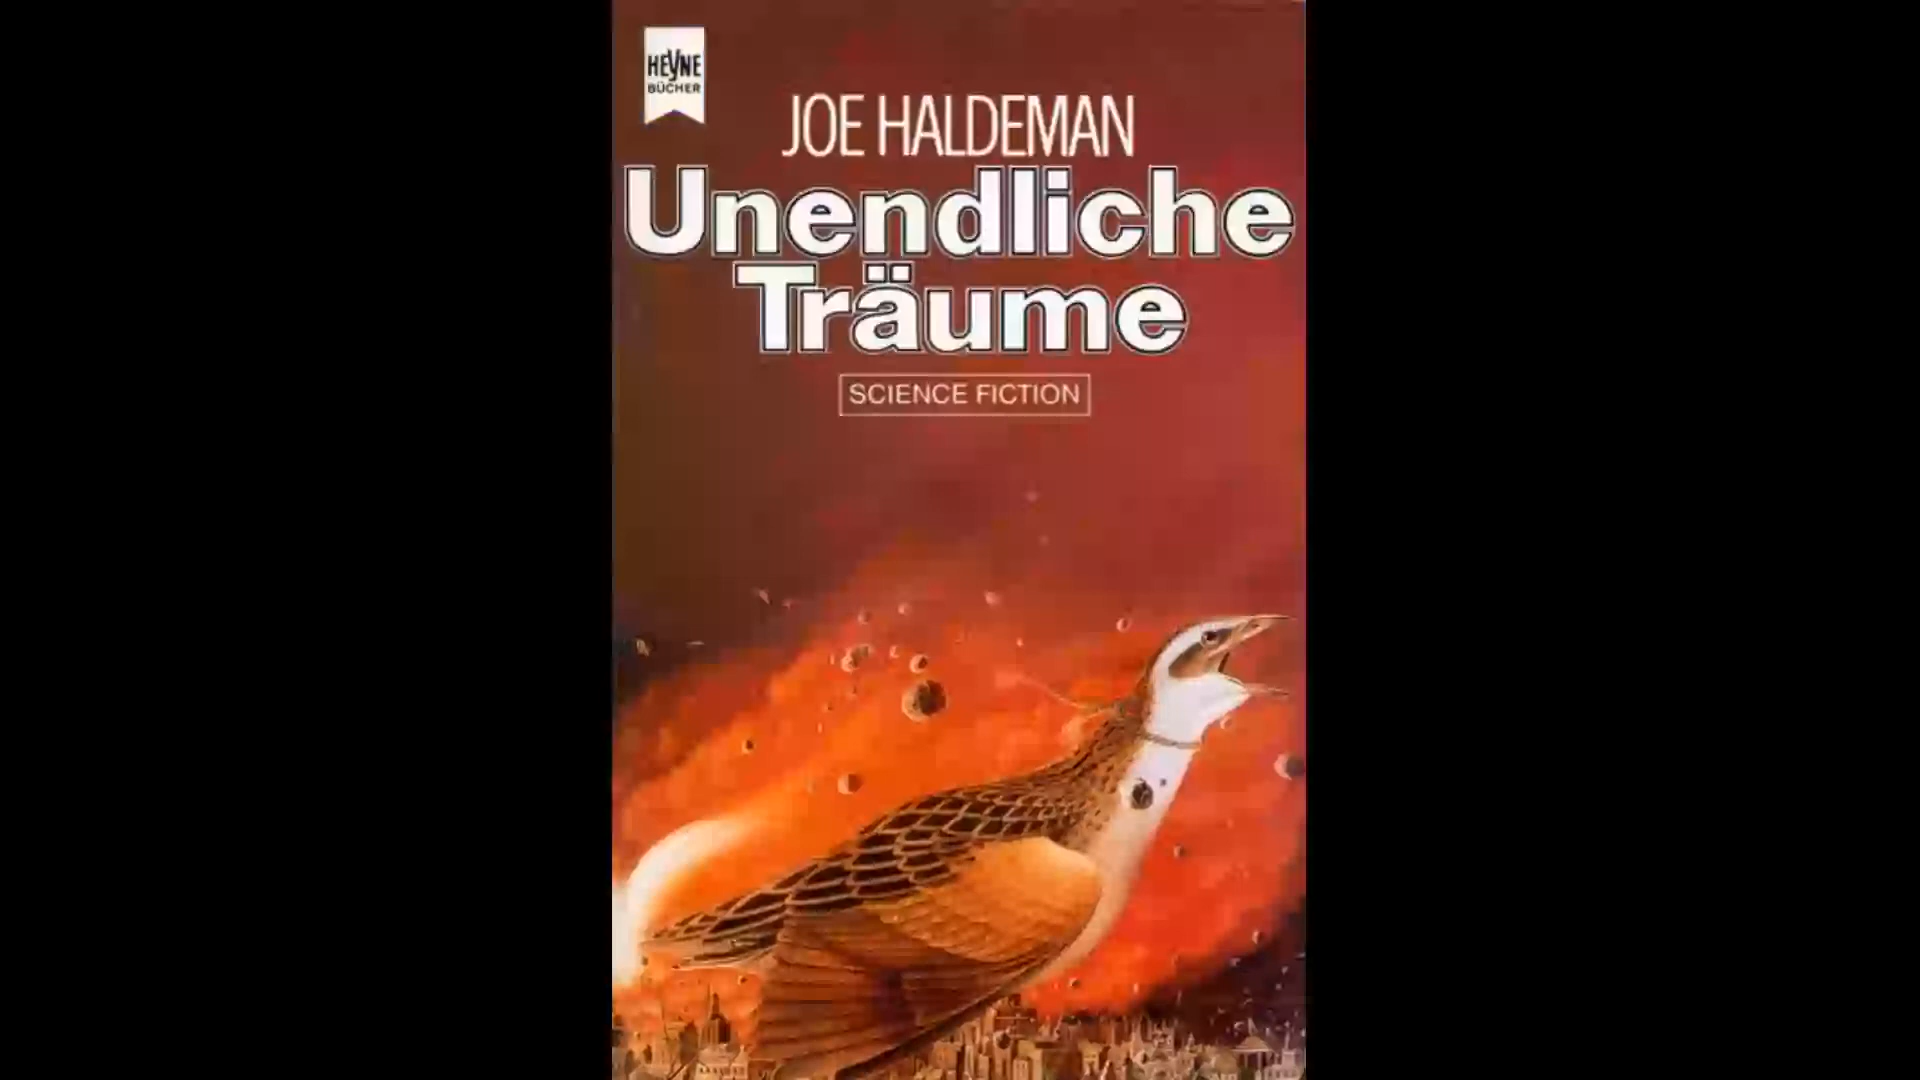 HEYNE
BÜCHER
JOE HALDEMAN
Unendliche
Träume
SCIENCE FICTION